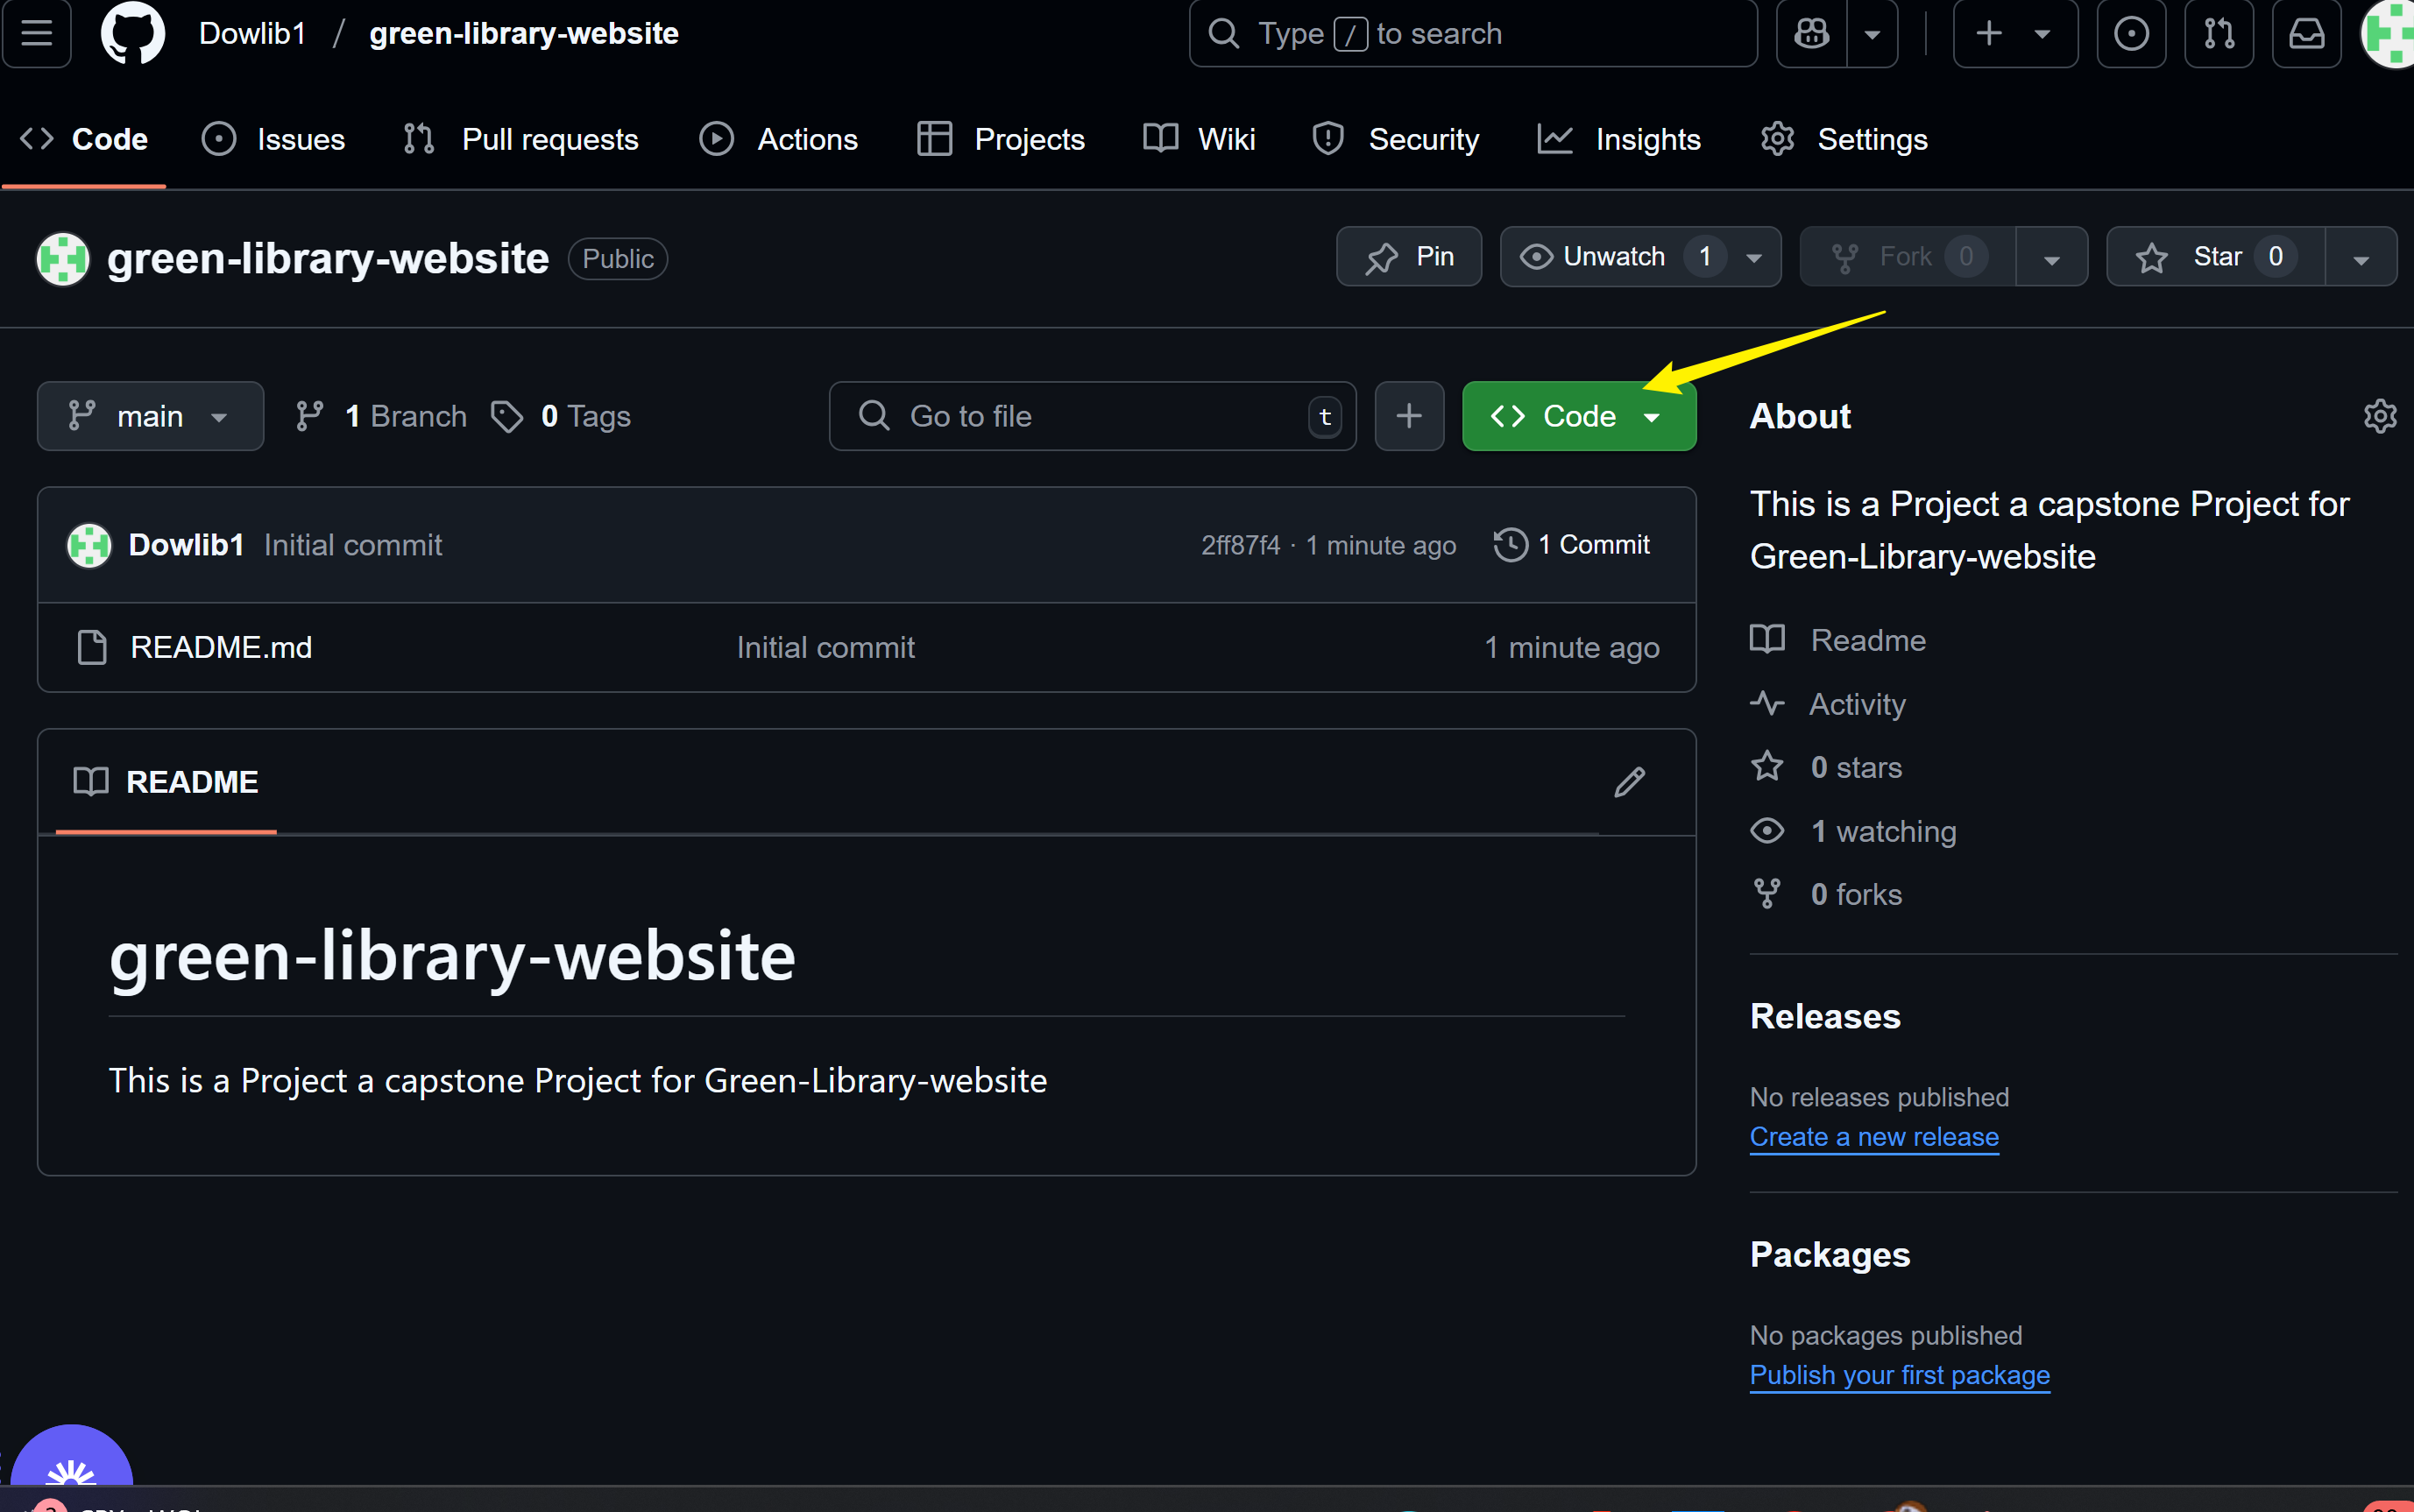 Dowlib1 / green-library-website
Type / to search
Code
Issues
Pull requests
Actions
Projects
Wiki
Security
Insights
Settings
green-library-website
Public
Pin
Unwatch 1
Fork 0
Star 0
main
1 Branch
0 Tags
Go to file
t
Code
Dowlib1 Initial commit
2ff87f4 · 1 minute ago
1 Commit
README.md
Initial commit
1 minute ago
README
green-library-website
This is a Project a capstone Project for Green-Library-website
About
This is a Project a capstone Project for
Green-Library-website
Readme
Activity
0 stars
1 watching
0 forks
Releases
No releases published
Create a new release
Packages
No packages published
Publish your first package